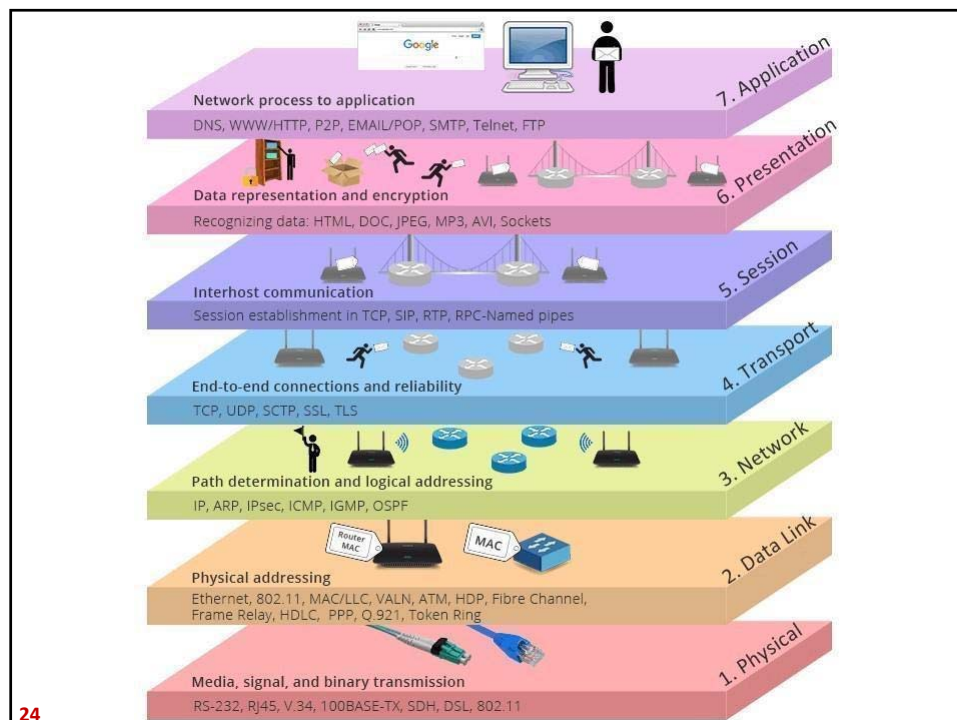 Google
Network process to application
DNS, WWW/HTTP, P2P, EMAIL/POP, SMTP, Telnet, FTP
7. Application
Data representation and encryption
Recognizing data: HTML, DOC, JPEG, MP3, AVI, Sockets
6. Presentation
Interhost communication
Session establishment in TCP, SIP, RTP, RPC-Named pipes
5. Session
End-to-end connections and reliability
TCP, UDP, SCTP, SSL, TLS
4. Transport
Path determination and logical addressing
IP, ARP, IPsec, ICMP, IGMP, OSPF
3. Network
Router
MAC
MAC
Physical addressing
Ethernet, 802.11, MAC/LLC, VALN, ATM, HDP, Fibre Channel,
Frame Relay, HDLC, PPP, Q.921, Token Ring
2. Data Link
Media, signal, and binary transmission
RS-232, RJ45, V.34, 100BASE-TX, SDH, DSL, 802.11
1. Physical
24